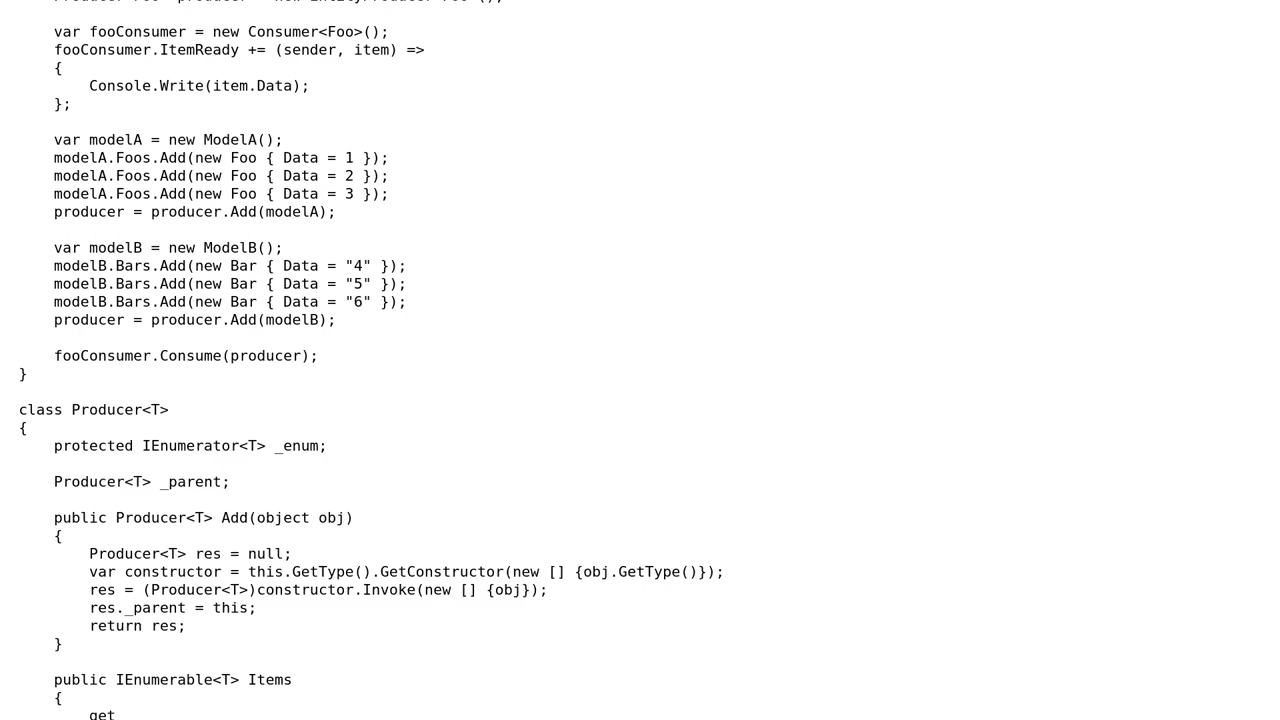 var fooConsumer = new Consumer<Foo>();
fooConsumer.ItemReady += (sender, item) =>
{
Console.Write(item.Data);
};
var modelA = new ModelA();
modelA.Foos.Add(new Foo { Data = 1 });
modelA.Foos.Add(new Foo { Data = 2 });
modelA.Foos.Add(new Foo { Data = 3 });
producer = producer.Add(modelA);
var modelB = new ModelB();
modelB.Bars.Add(new Bar { Data = "4" });
modelB.Bars.Add(new Bar { Data = "5" });
modelB.Bars.Add(new Bar { Data = "6" });
producer = producer.Add(modelB);
fooConsumer.Consume(producer);
}
class Producer<T>
{
protected IEnumerator<T> _enum;
Producer<T> _parent;
public Producer<T> Add(object obj)
{
Producer<T> res = null;
var constructor = this.GetType().GetConstructor(new [] {obj.GetType()});
res = (Producer<T>)constructor.Invoke(new [] {obj});
res._parent = this;
return res;
}
public IEnumerable<T> Items
{
get